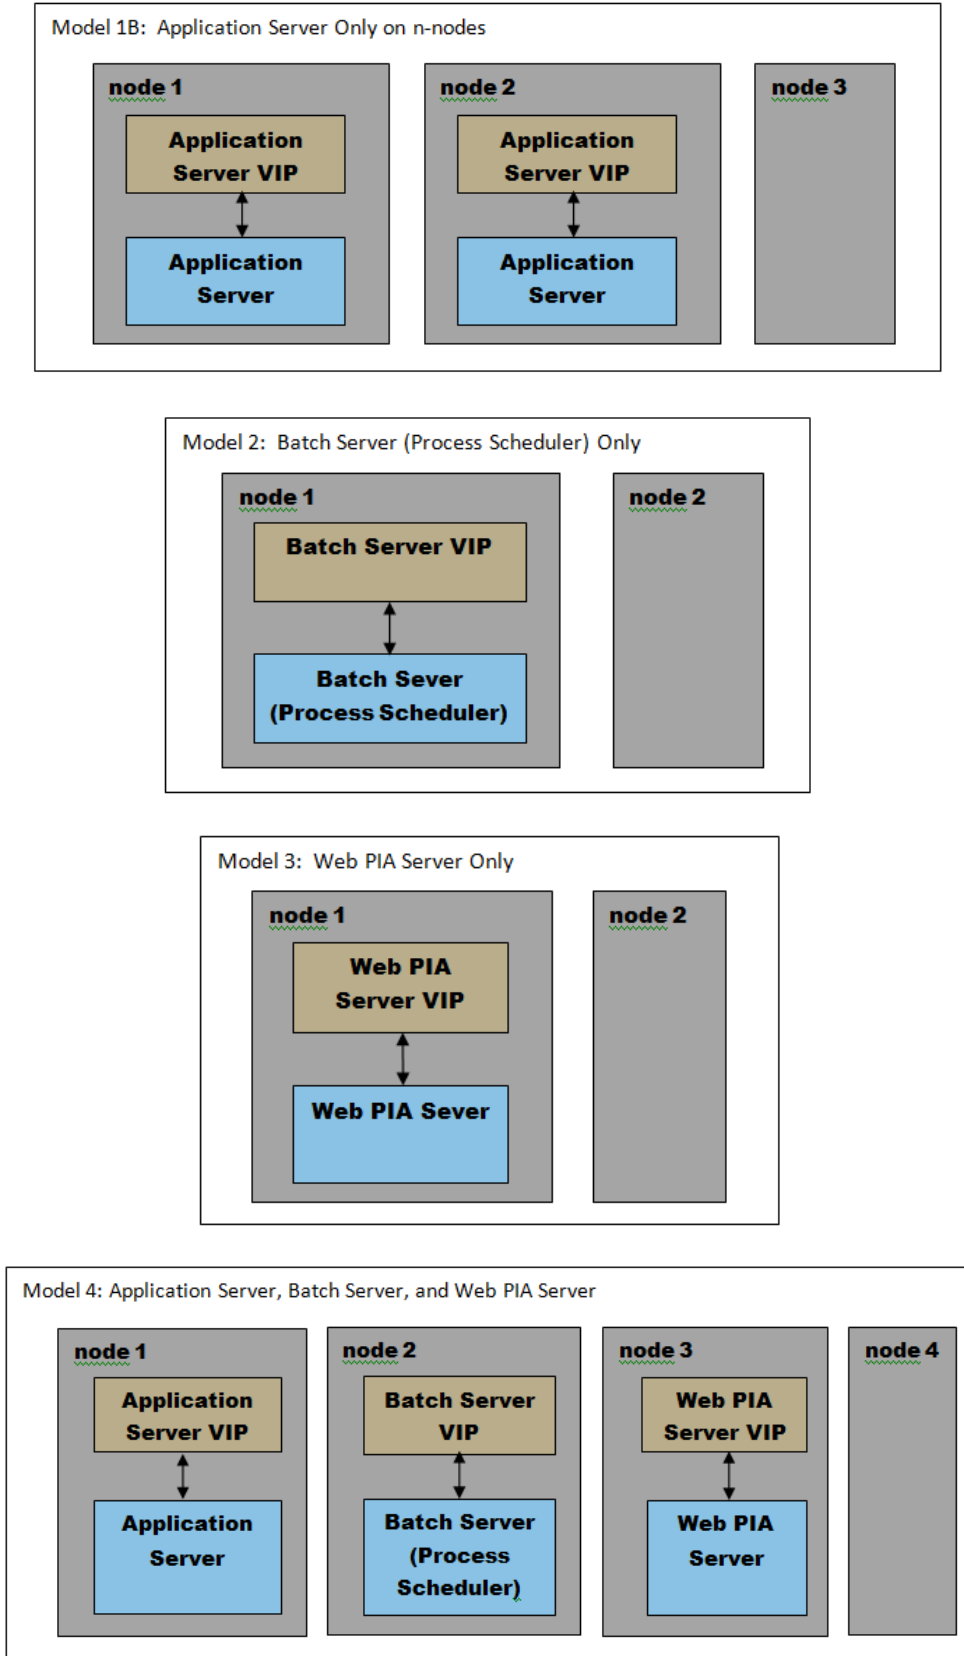 Model 1B: Application Server Only on n-nodes
node 1
node 2
node 3
Application
Server VIP
Application
Server VIP
Application
Server
Application
Server
Model 2: Batch Server (Process Scheduler) Only
node 1
node 2
Batch Server VIP
Batch Sever
(Process Scheduler)
Model 3: Web PIA Server Only
node 1
node 2
Web PIA
Server VIP
Web PIA Sever
Model 4: Application Server, Batch Server, and Web PIA Server
node 1
node 2
node 3
node 4
Application
Server VIP
Batch Server
VIP
Web PIA
Server VIP
Application
Server
Batch Server
(Process
Scheduler)
Web PIA
Server